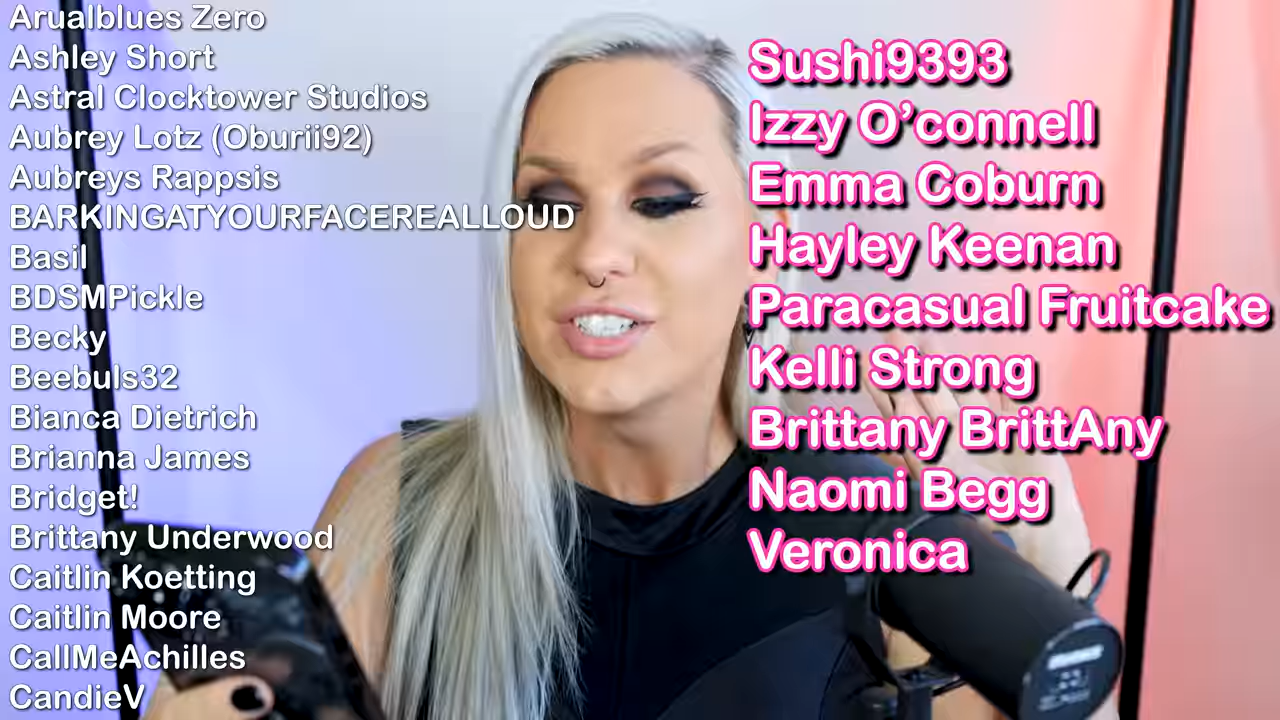 Arualblues Zero
Ashley Short
Astral Clocktower Studios
Aubrey Lotz (Oburii92)
Aubreys Rappsis
BARKINGATYOURFACEREALLOUD
Basil
BDSMPickle
Becky
Beebuls32
Bianca Dietrich
Brianna James
Bridget!
Brittany Underwood
Caitlin Koetting
Caitlin Moore
CallMeAchilles
CandieV
Sushi9393
Izzy O’connell
Emma Coburn
Hayley Keenan
Paracasual Fruitcake
Kelli Strong
Brittany BrittAny
Naomi Begg
Veronica